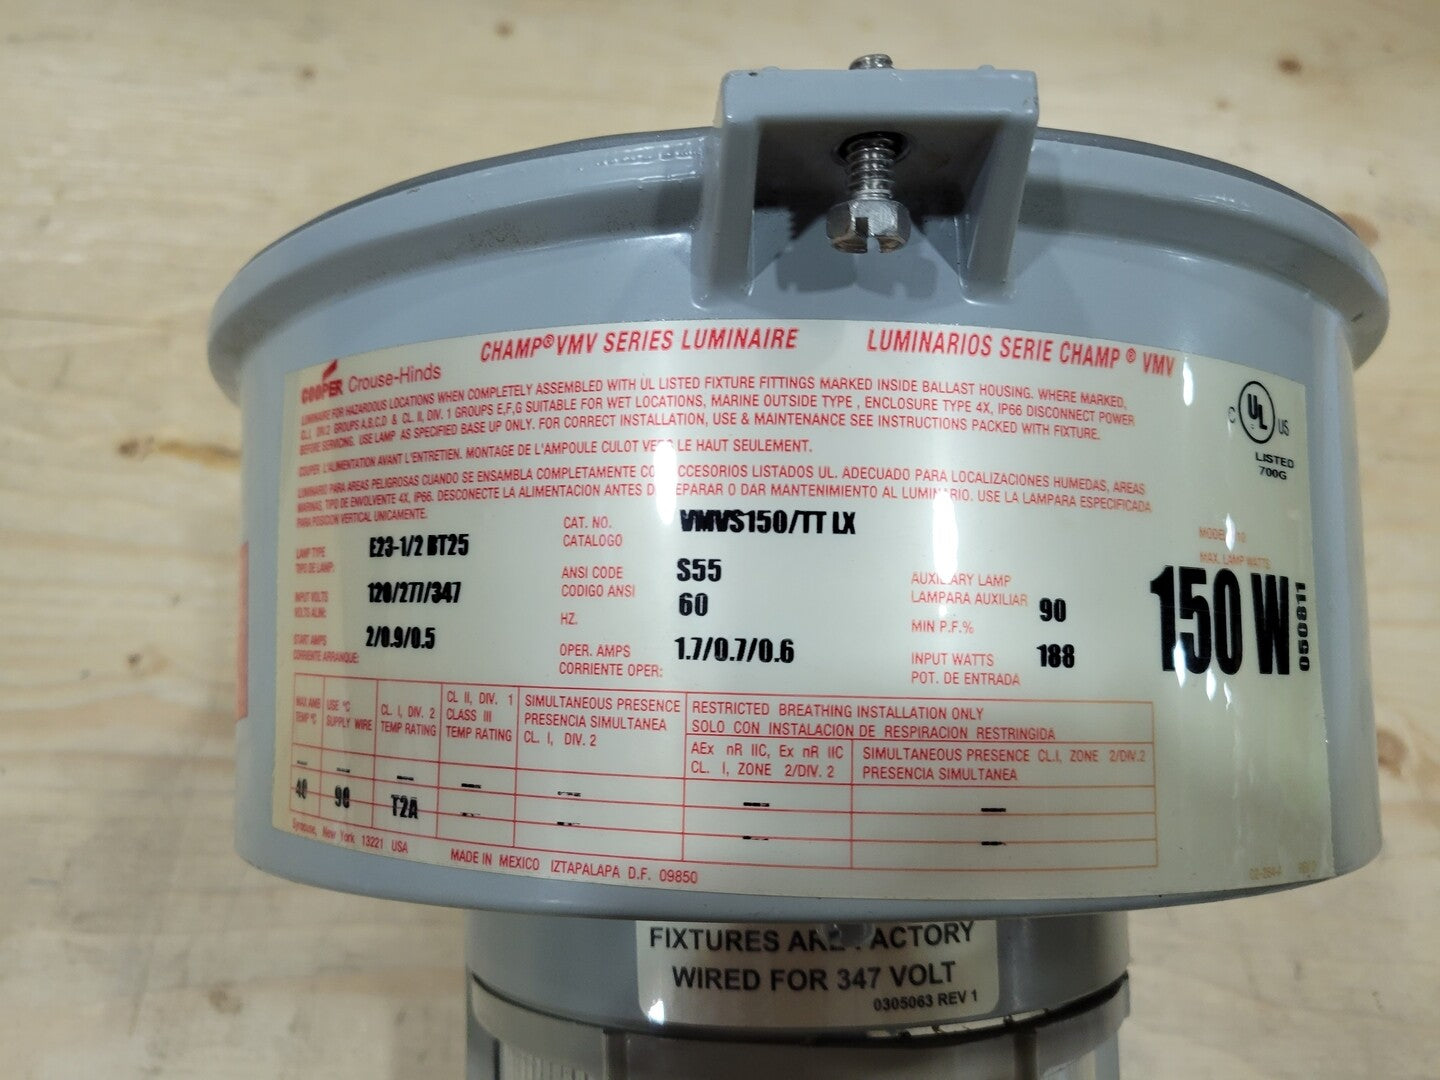 CHAMP® VMV SERIES LUMINAIRE
LUMINARIOS SERIE CHAMP ® VMV
COOPER Crouse-Hinds
LUMINAIRE FOR HAZARDOUS LOCATIONS WHEN COMPLETELY ASSEMBLED WITH UL LISTED FIXTURE FITTINGS MARKED INSIDE BALLAST HOUSING. WHERE MARKED,
CL.I, DIV.2 GROUPS A,B,C,D & CL. II, DIV. 1 GROUPS E,F,G SUITABLE FOR WET LOCATIONS, MARINE OUTSIDE TYPE , ENCLOSURE TYPE 4X, IP66 DISCONNECT POWER
BEFORE SERVICING. USE LAMP AS SPECIFIED BASE UP ONLY. FOR CORRECT INSTALLATION, USE & MAINTENANCE SEE INSTRUCTIONS PACKED WITH FIXTURE.
COUPER L'ALIMENTATION AVANT L'ENTRETIEN. MONTAGE DE L'AMPOULE CULOT VERS LE HAUT SEULEMENT.
LUMINARIO PARA AREAS PELIGROSAS CUANDO SE ENSAMBLA COMPLETAMENTE CON ACCESORIOS LISTADOS UL. ADECUADO PARA LOCALIZACIONES HUMEDAS, AREAS
MARINAS, TIPO DE ENVOLVENTE 4X, IP66. DESCONECTE LA ALIMENTACION ANTES DE REPARAR O DAR MANTENIMIENTO AL LUMINARIO. USE LA LAMPARA ESPECIFICADA
PARA POSICION VERTICAL UNICAMENTE.
C UL US
LISTED
700G
LAMP TYPE
TIPO DE LAMP:
E23-1/2 BT25
CAT. NO.
CATALOGO
VMVS150/TT LX
INPUT VOLTS
VOLTS ALIM:
120/277/347
ANSI CODE
CODIGO ANSI
S55
HZ.
60
START AMPS
CORRIENTE ARRANQUE:
2/0.9/0.5
OPER. AMPS
CORRIENTE OPER:
1.7/0.7/0.6
AUXILIARY LAMP
LAMPARA AUXILIAR
MIN P.F.%
90
INPUT WATTS
POT. DE ENTRADA
188
MAX. LAMP WATTS
150 W
050811
MAX AMB
TEMP °C
USE °C
SUPPLY WIRE
CL. I, DIV. 2
TEMP RATING
CL II, DIV. 1
CLASS III
TEMP RATING
SIMULTANEOUS PRESENCE
PRESENCIA SIMULTANEA
CL. I, DIV. 2
RESTRICTED BREATHING INSTALLATION ONLY
SOLO CON INSTALACION DE RESPIRACION RESTRINGIDA
AEx nR IIC, Ex nR IIC
CL. I, ZONE 2/DIV. 2
SIMULTANEOUS PRESENCE CL.I, ZONE 2/DIV.2
PRESENCIA SIMULTANEA
-- -- -- -- -- -- --
40 90 T2A -- -- -- --
Syracuse, New York 13221 USA
MADE IN MEXICO IZTAPALAPA D.F. 09850
FIXTURES ARE FACTORY
WIRED FOR 347 VOLT
0305063 REV 1